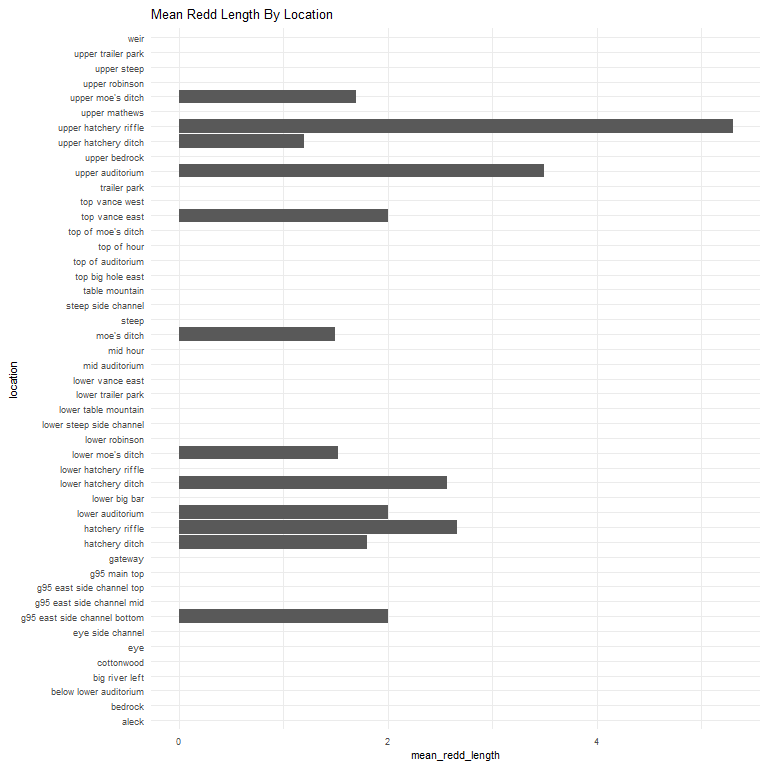 Mean Redd Length By Location
weir
upper trailer park
upper steep
upper robinson
upper moe's ditch
upper mathews
upper hatchery riffle
upper hatchery ditch
upper bedrock
upper auditorium
trailer park
top vance west
top vance east
top of moe's ditch
top of hour
top of auditorium
top big hole east
table mountain
steep side channel
steep
moe's ditch
mid hour
mid auditorium
lower vance east
lower trailer park
lower table mountain
lower steep side channel
lower robinson
lower moe's ditch
lower hatchery riffle
lower hatchery ditch
lower big bar
lower auditorium
hatchery riffle
hatchery ditch
gateway
g95 main top
g95 east side channel top
g95 east side channel mid
g95 east side channel bottom
eye side channel
eye
cottonwood
big river left
below lower auditorium
bedrock
aleck
location
0 2 4
mean_redd_length